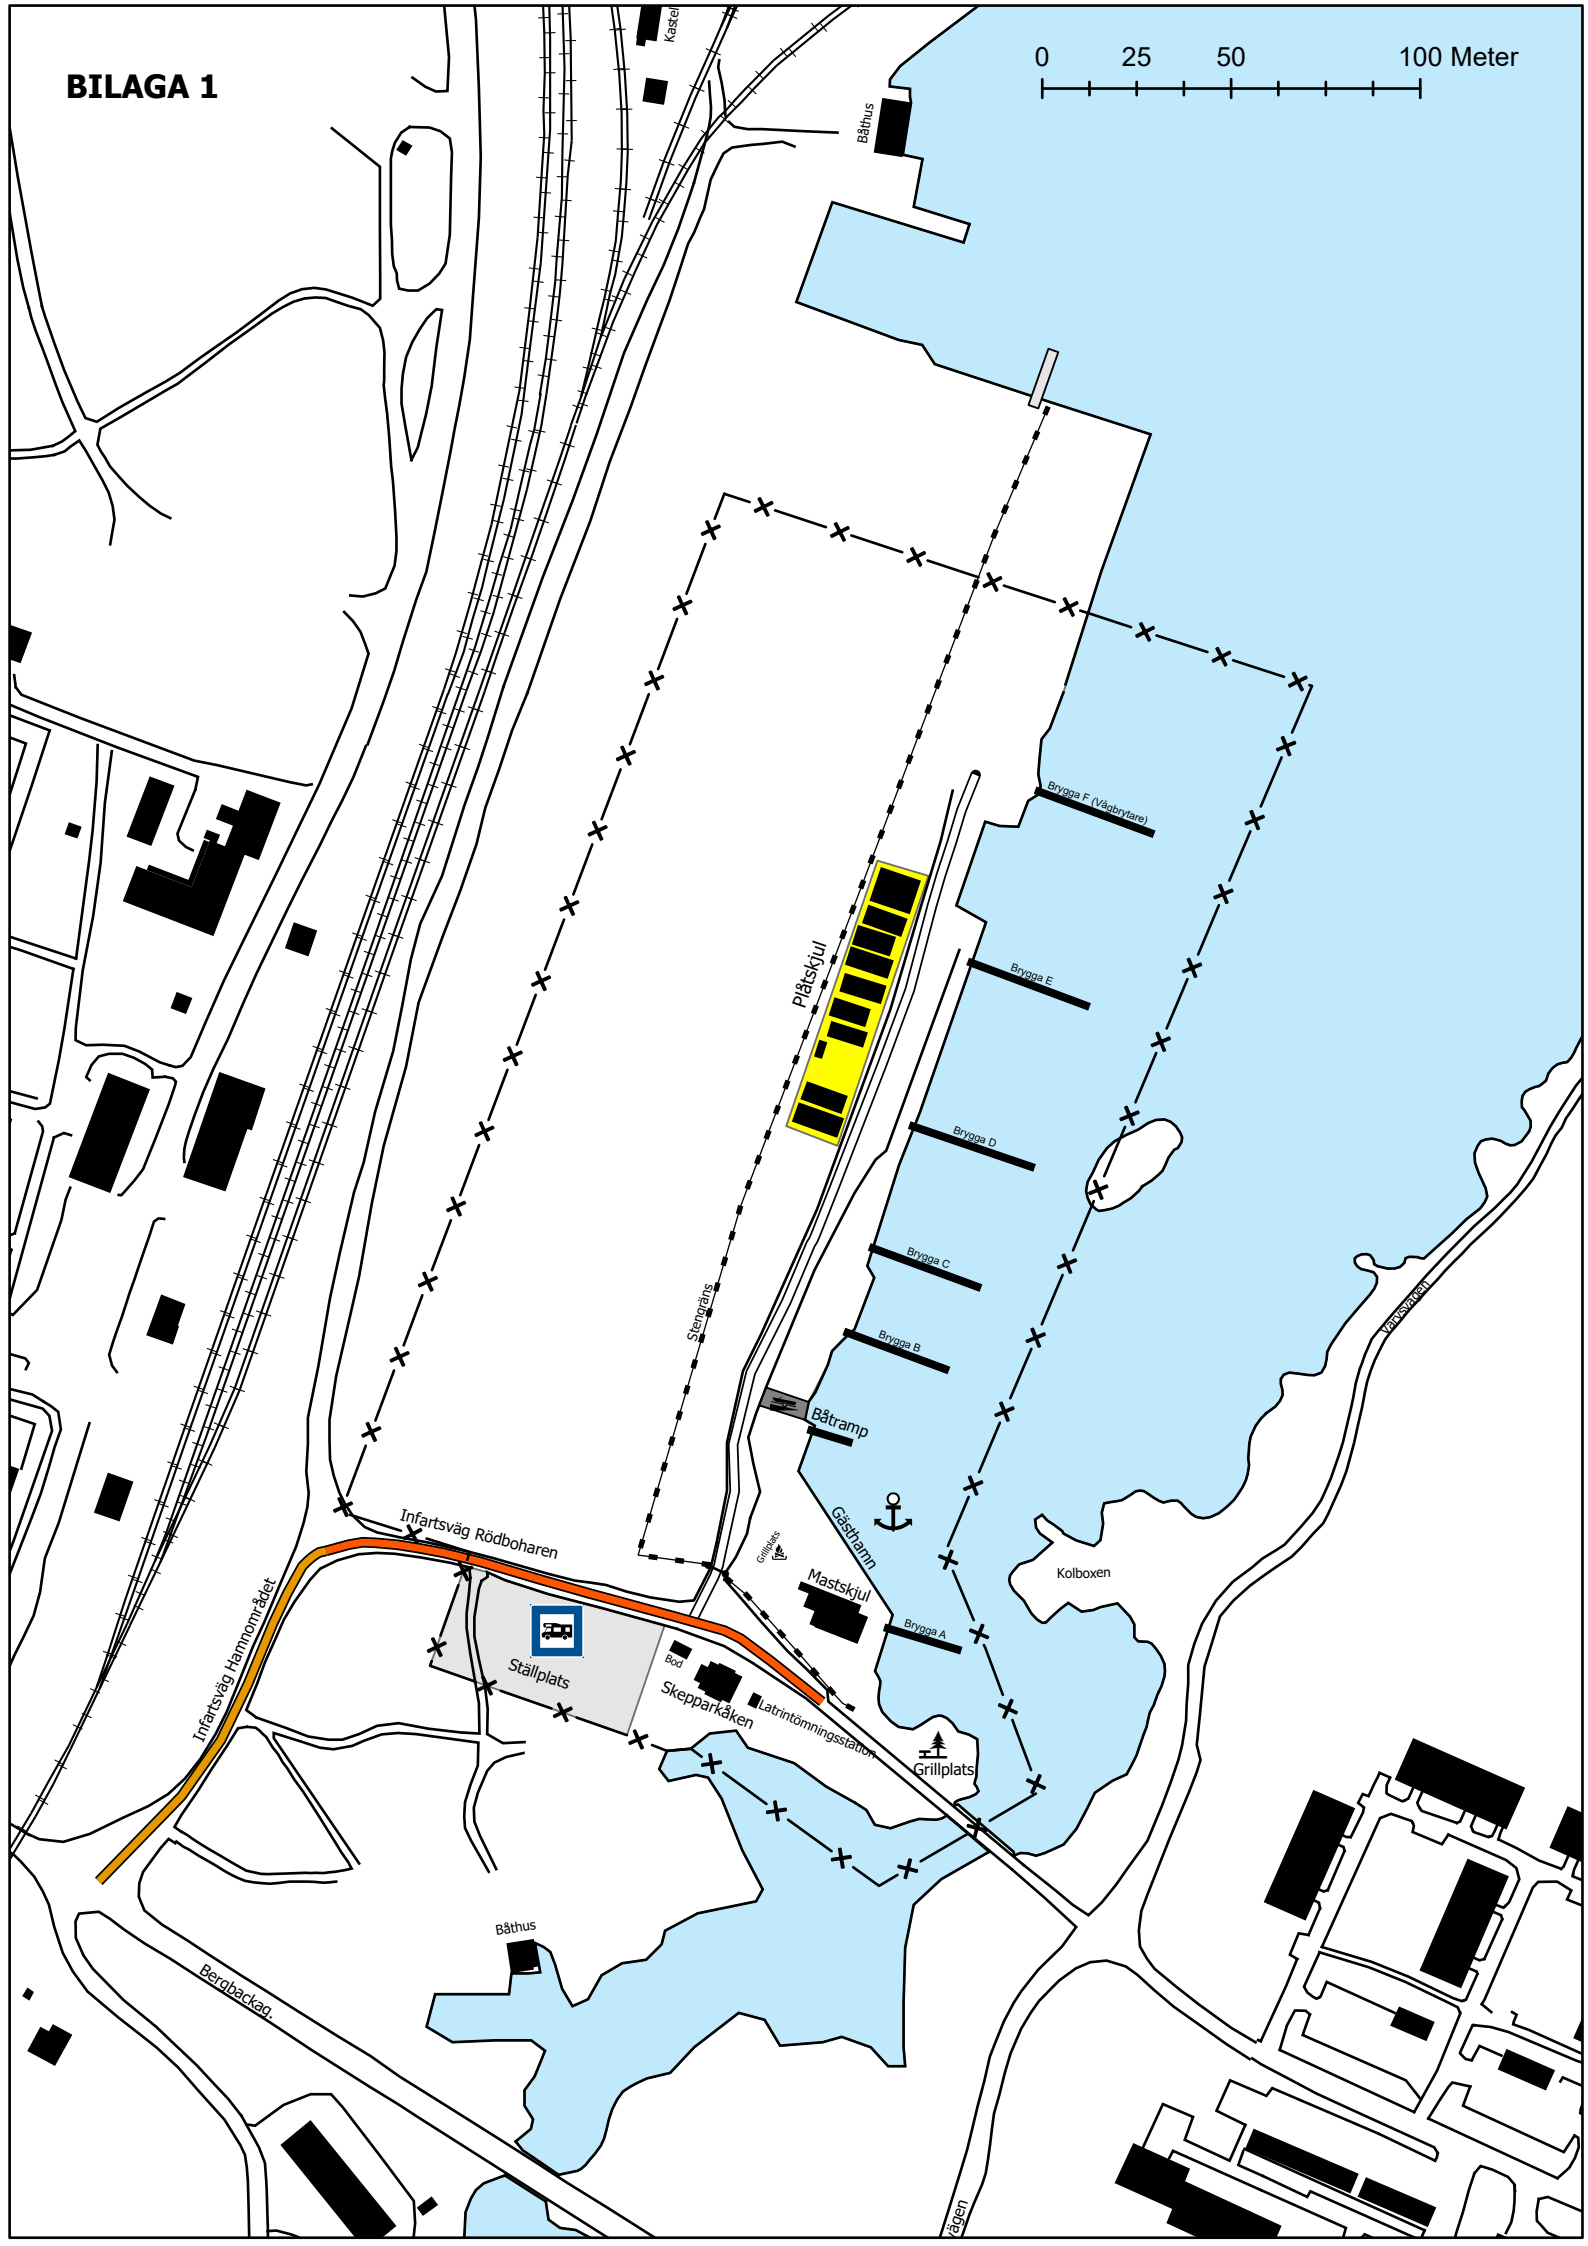 BILAGA 1
0 25 50 100 Meter
Kastel
Båthus
Brygga F (Vågbrytare)
Plåtskjul
Brygga E
Brygga D
Brygga C
Stengräns
Varvsvägen
Brygga B
Båtramp
Infartsväg Rödboharen
Grillplats
Gästhamn
Mastskjul
Kolboxen
Infartsväg Hamnområdet
Brygga A
Ställplats
Bod
Skepparkåken
Latrintömningsstation
Grillplats
Båthus
Bergbackag.
vägen